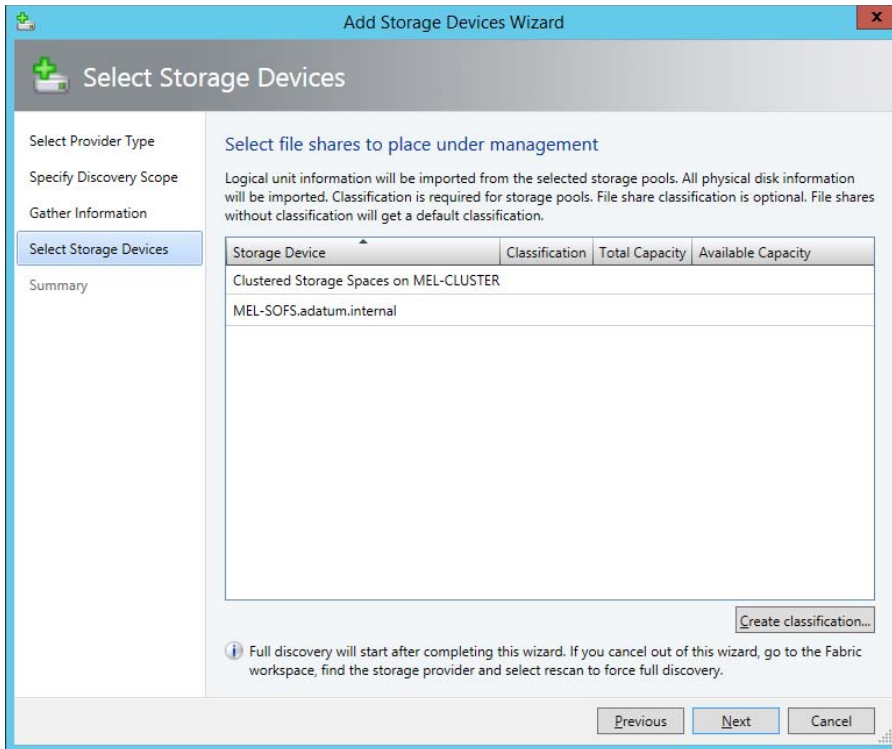 Add Storage Devices Wizard
x
Select Storage Devices
Select Provider Type
Specify Discovery Scope
Gather Information
Select Storage Devices
Summary
Select file shares to place under management
Logical unit information will be imported from the selected storage pools. All physical disk information
will be imported. Classification is required for storage pools. File share classification is optional. File shares
without classification will get a default classification.
Storage Device Classification Total Capacity Available Capacity
Clustered Storage Spaces on MEL-CLUSTER
MEL-SOFS.adatum.internal
Create classification...
Full discovery will start after completing this wizard. If you cancel out of this wizard, go to the Fabric
workspace, find the storage provider and select rescan to force full discovery.
Previous Next Cancel